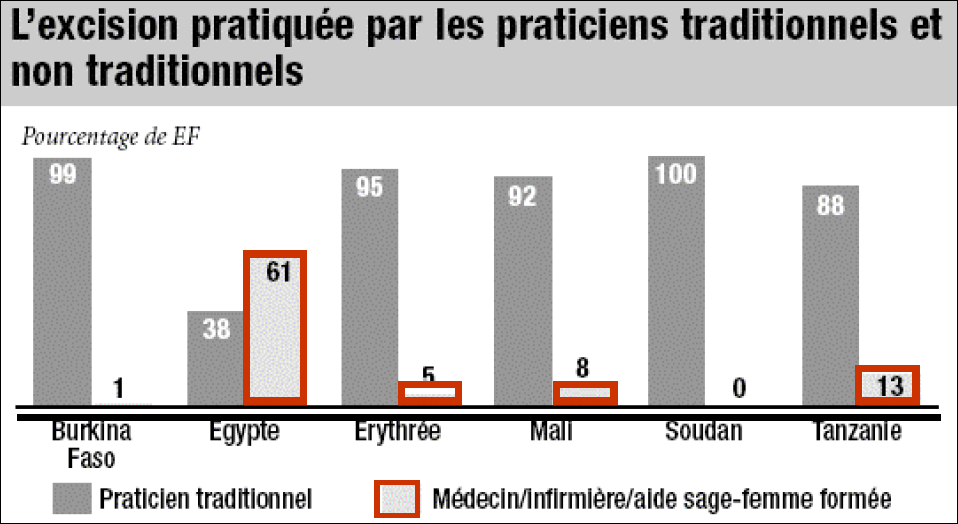 L'excision pratiquée par les praticiens traditionnels et
non traditionnels
Pourcentage de EF
99
1
38
61
95
5
92
8
100
0
88
13
Burkina
Faso
Egypte
Erythrée
Mali
Soudan
Tanzanie
Praticien traditionnel
Médecin/infirmière/aide sage-femme formée